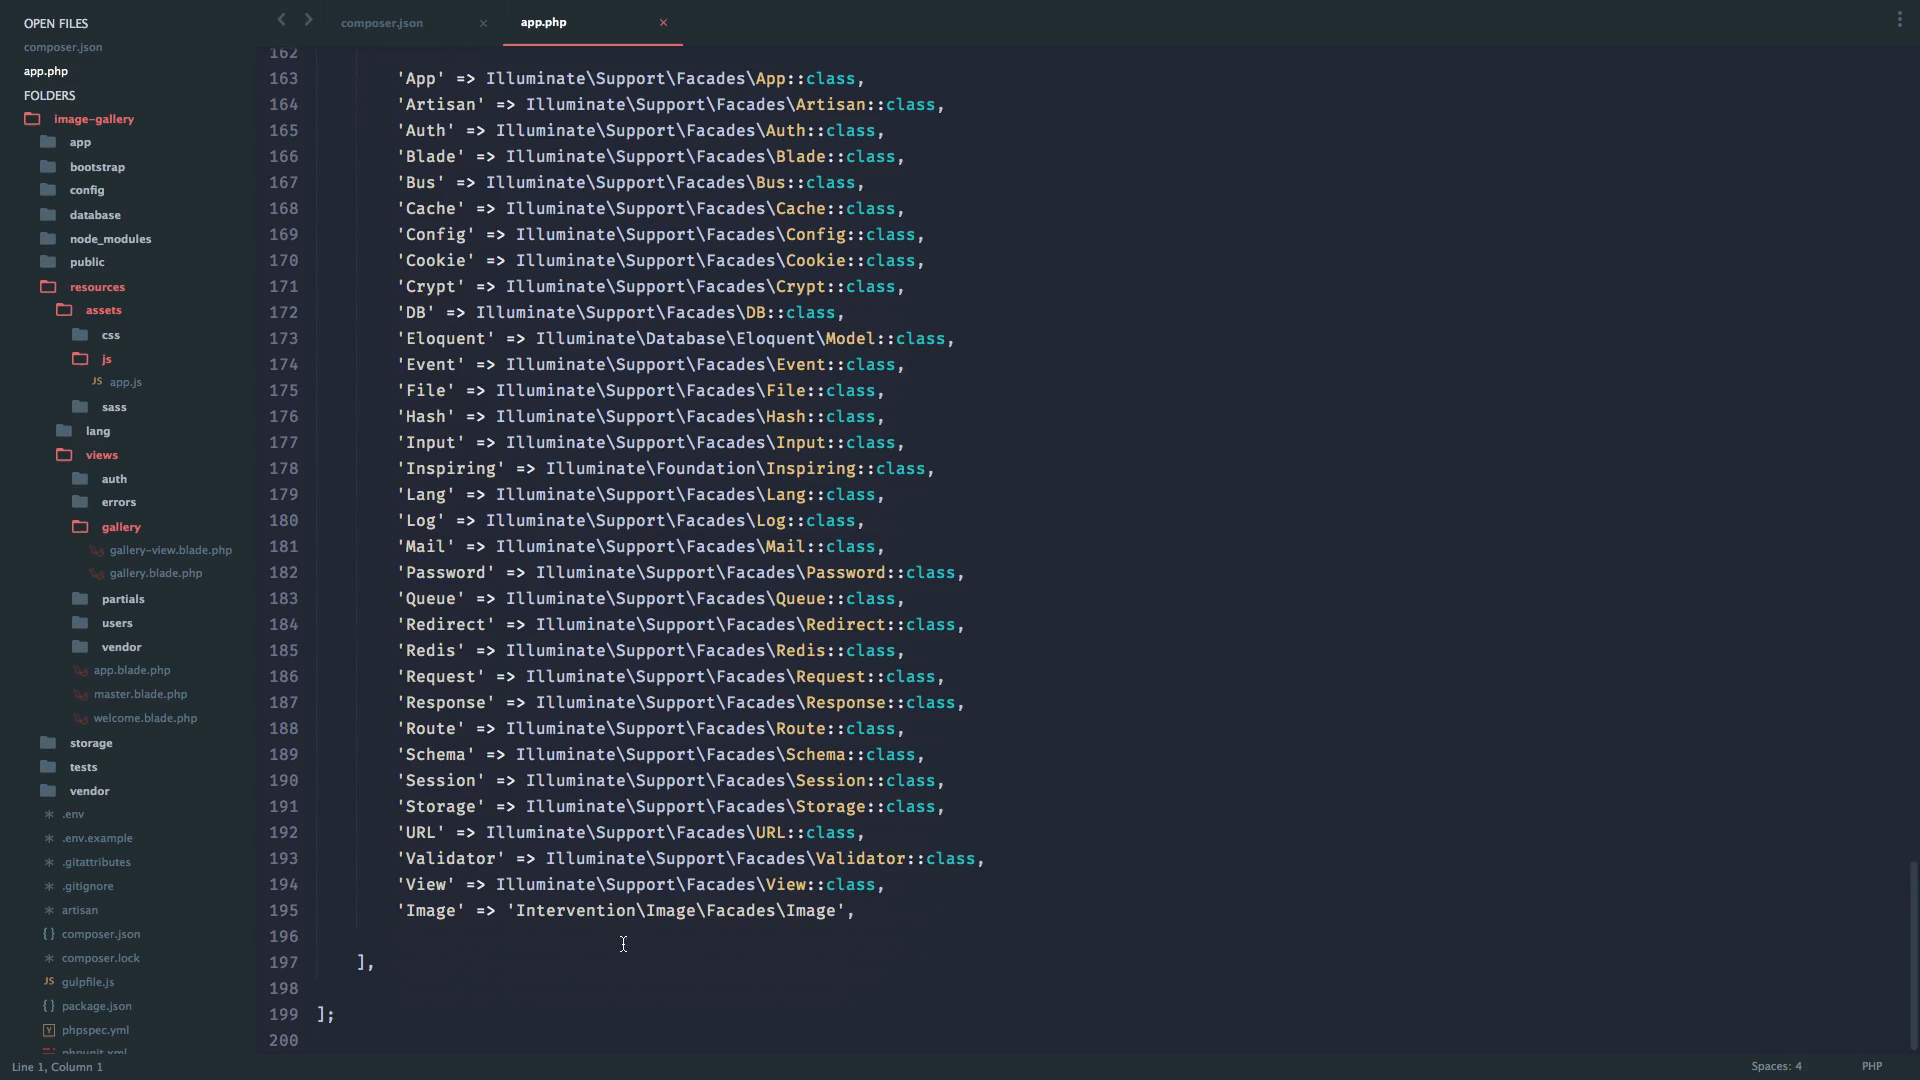 OPEN FILES
composer.json
app.php
FOLDERS
image-gallery
app
bootstrap
config
database
node_modules
public
resources
assets
css
js
JS app.js
sass
lang
views
auth
errors
gallery
gallery-view.blade.php
gallery.blade.php
partials
users
vendor
app.blade.php
master.blade.php
welcome.blade.php
storage
tests
vendor
* .env
* .env.example
* .gitattributes
* .gitignore
* artisan
{} composer.json
* composer.lock
JS gulpfile.js
{} package.json
Y phpspec.yml
phpunit.xml
composer.json ×
app.php ×
162
163 'App' => Illuminate\Support\Facades\App::class,
164 'Artisan' => Illuminate\Support\Facades\Artisan::class,
165 'Auth' => Illuminate\Support\Facades\Auth::class,
166 'Blade' => Illuminate\Support\Facades\Blade::class,
167 'Bus' => Illuminate\Support\Facades\Bus::class,
168 'Cache' => Illuminate\Support\Facades\Cache::class,
169 'Config' => Illuminate\Support\Facades\Config::class,
170 'Cookie' => Illuminate\Support\Facades\Cookie::class,
171 'Crypt' => Illuminate\Support\Facades\Crypt::class,
172 'DB' => Illuminate\Support\Facades\DB::class,
173 'Eloquent' => Illuminate\Database\Eloquent\Model::class,
174 'Event' => Illuminate\Support\Facades\Event::class,
175 'File' => Illuminate\Support\Facades\File::class,
176 'Hash' => Illuminate\Support\Facades\Hash::class,
177 'Input' => Illuminate\Support\Facades\Input::class,
178 'Inspiring' => Illuminate\Foundation\Inspiring::class,
179 'Lang' => Illuminate\Support\Facades\Lang::class,
180 'Log' => Illuminate\Support\Facades\Log::class,
181 'Mail' => Illuminate\Support\Facades\Mail::class,
182 'Password' => Illuminate\Support\Facades\Password::class,
183 'Queue' => Illuminate\Support\Facades\Queue::class,
184 'Redirect' => Illuminate\Support\Facades\Redirect::class,
185 'Redis' => Illuminate\Support\Facades\Redis::class,
186 'Request' => Illuminate\Support\Facades\Request::class,
187 'Response' => Illuminate\Support\Facades\Response::class,
188 'Route' => Illuminate\Support\Facades\Route::class,
189 'Schema' => Illuminate\Support\Facades\Schema::class,
190 'Session' => Illuminate\Support\Facades\Session::class,
191 'Storage' => Illuminate\Support\Facades\Storage::class,
192 'URL' => Illuminate\Support\Facades\URL::class,
193 'Validator' => Illuminate\Support\Facades\Validator::class,
194 'View' => Illuminate\Support\Facades\View::class,
195 'Image' => 'Intervention\Image\Facades\Image',
196
197 ],
198
199 ];
200
Line 1, Column 1
Spaces: 4
PHP